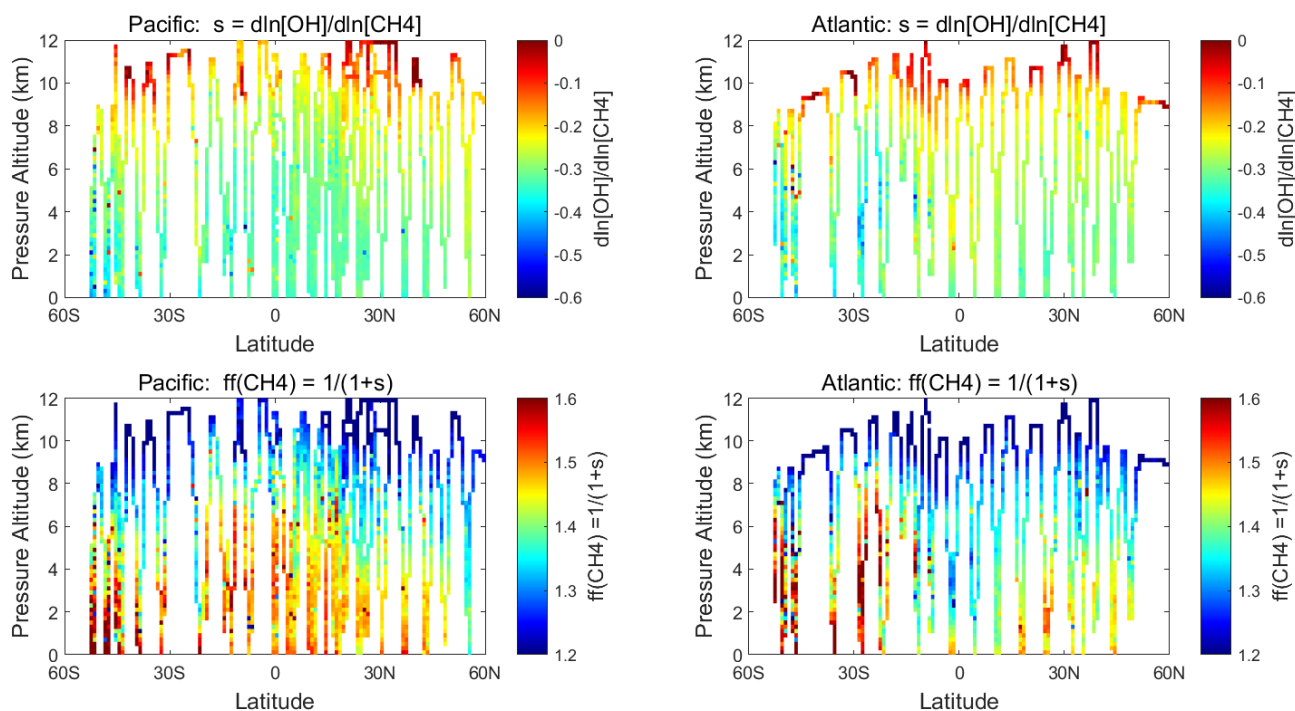 Pacific:  s = dln[OH]/dln[CH4]
12
10
8
6
4
2
0
Pressure Altitude (km)
60S 30S 0 30N 60N
Latitude
0
-0.1
-0.2
-0.3
-0.4
-0.5
-0.6
dln[OH]/dln[CH4]
Atlantic: s = dln[OH]/dln[CH4]
12
10
8
6
4
2
0
Pressure Altitude (km)
60S 30S 0 30N 60N
Latitude
0
-0.1
-0.2
-0.3
-0.4
-0.5
-0.6
dln[OH]/dln[CH4]
Pacific:  ff(CH4) = 1/(1+s)
12
10
8
6
4
2
0
Pressure Altitude (km)
60S 30S 0 30N 60N
Latitude
1.6
1.5
1.4
1.3
1.2
ff(CH4) =1/(1+s)
Atlantic: ff(CH4) = 1/(1+s)
12
10
8
6
4
2
0
Pressure Altitude (km)
60S 30S 0 30N 60N
Latitude
1.6
1.5
1.4
1.3
1.2
ff(CH4) =1/(1+s)